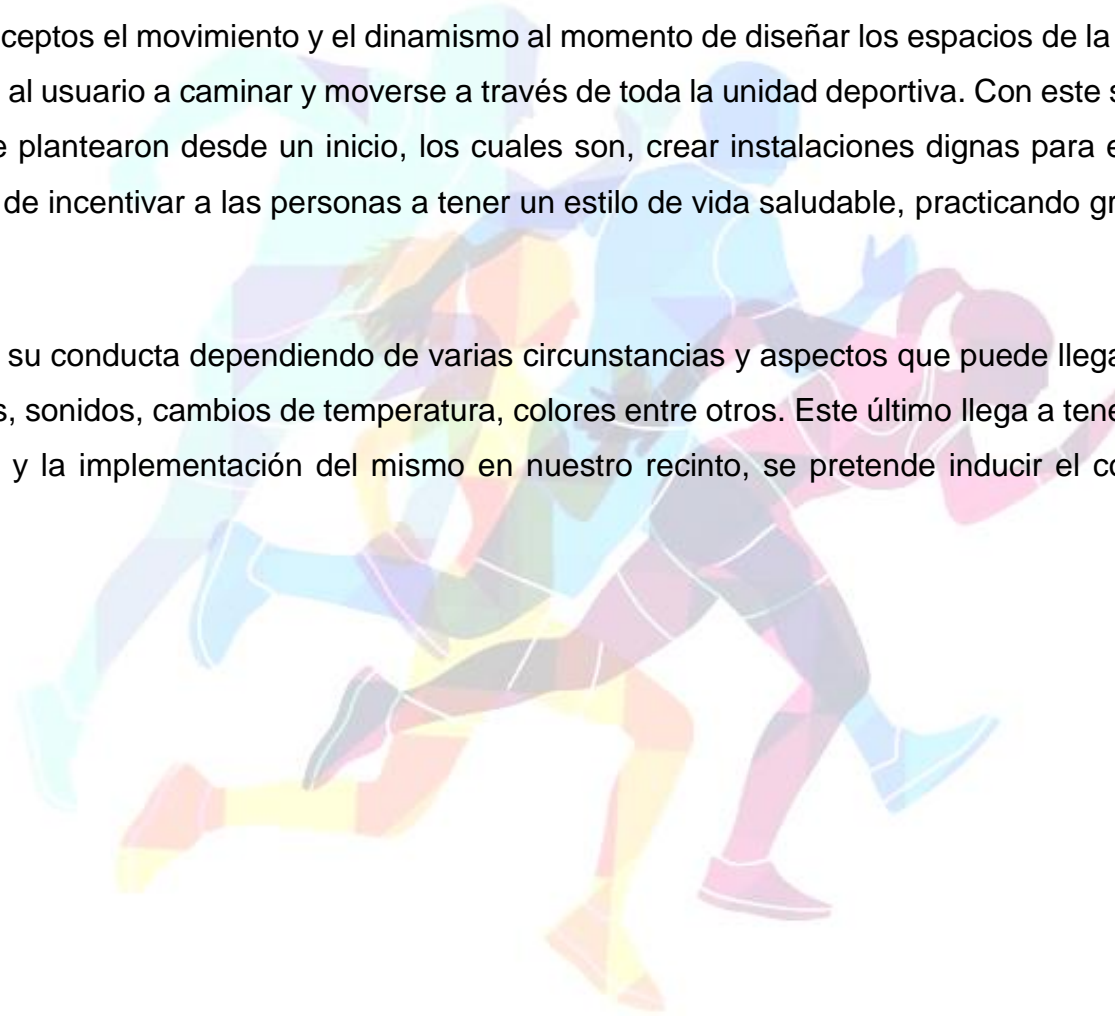 ceptos el movimiento y el dinamismo al momento de diseñar los espacios de la
al usuario a caminar y moverse a través de toda la unidad deportiva. Con este s
e plantearon desde un inicio, los cuales son, crear instalaciones dignas para e
de incentivar a las personas a tener un estilo de vida saludable, practicando gr
su conducta dependiendo de varias circunstancias y aspectos que puede llega
s, sonidos, cambios de temperatura, colores entre otros. Este último llega a tene
y la implementación del mismo en nuestro recinto, se pretende inducir el co